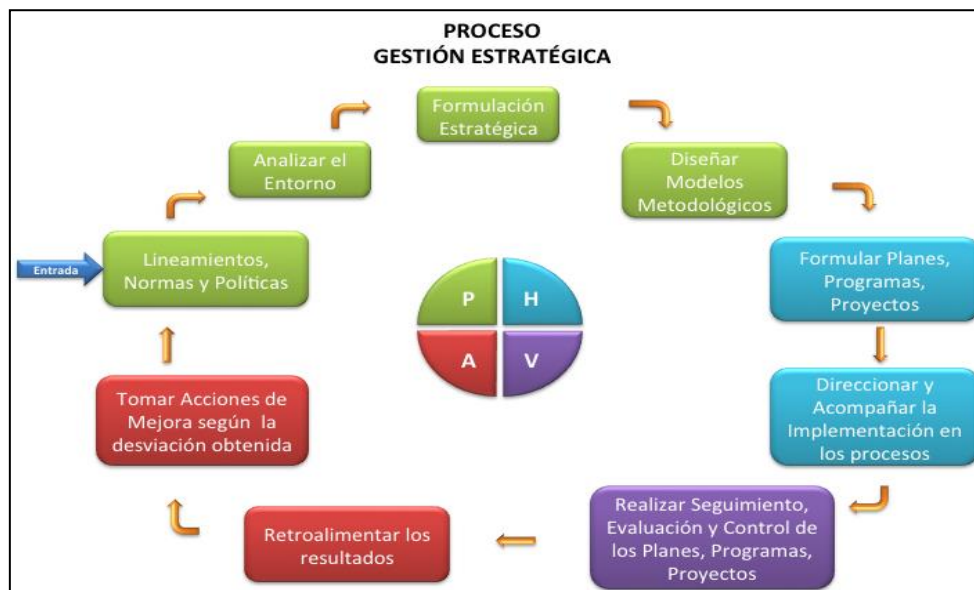 PROCESO
GESTIÓN ESTRATÉGICA
Formulación
Estratégica
Analizar el
Entorno
Diseñar
Modelos
Metodológicos
Entrada
Lineamientos,
Normas y Políticas
Formular Planes,
Programas,
Proyectos
P
H
A
V
Tomar Acciones de
Mejora según la
desviación obtenida
Direccionar y
Acompañar la
Implementación en
los procesos
Retroalimentar los
resultados
Realizar Seguimiento,
Evaluación y Control de
los Planes, Programas,
Proyectos